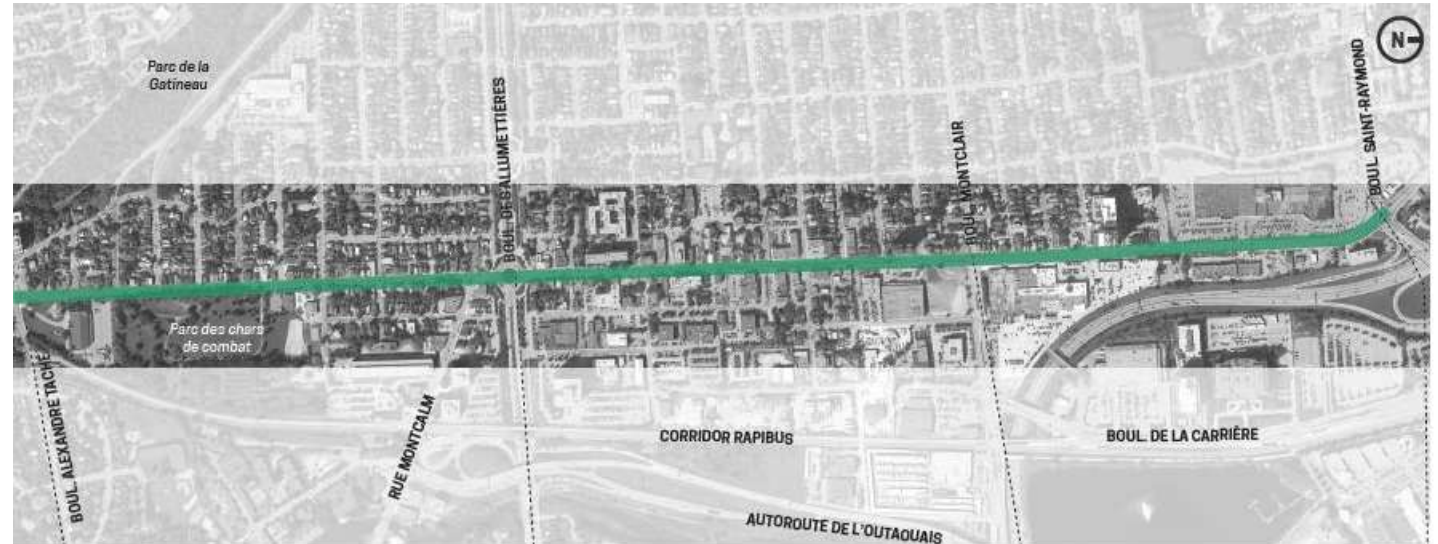 Parc de la
Gatineau
BOUL. DES ALLUMETTIÈRES
BOUL. MONTCLAIR
BOUL. SAINT-RAYMOND
N
Parc des chars
de combat
BOUL. ALEXANDRE TACHÉ
RUE MONTCALM
CORRIDOR RAPIBUS
BOUL. DE LA CARRIÈRE
AUTOROUTE DE L'OUTAOUAIS